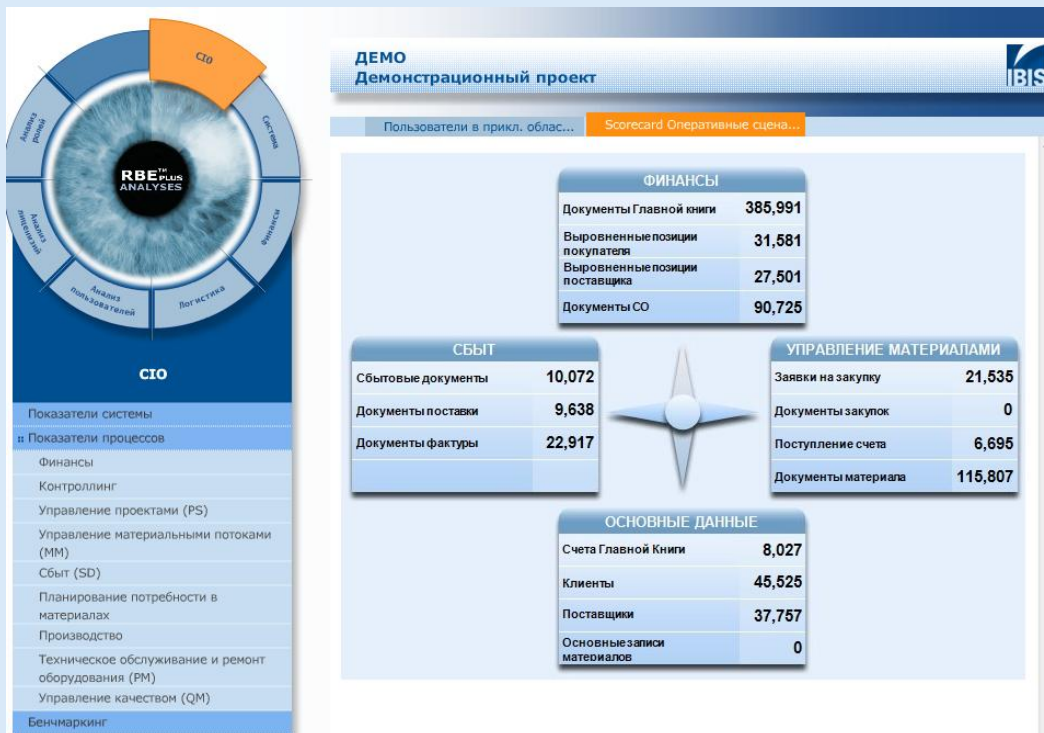 CIO
Система
Финансы
Логистика
Анализ
пользователей
Анализ
лицензий
Анализ
ролей
RBE™ PLUS
ANALYSES
CIO
Показатели системы
Показатели процессов
Финансы
Контроллинг
Управление проектами (PS)
Управление материальными потоками
(MM)
Сбыт (SD)
Планирование потребности в
материалах
Производство
Техническое обслуживание и ремонт
оборудования (PM)
Управление качеством (QM)
Бенчмаркинг
ДЕМО
Демонстрационный проект
IBIS
Пользователи в прикл. облас...
Scorecard Оперативные сцена...
ФИНАНСЫ
Документы Главной книги 385,991
Выровненные позиции
покупателя 31,581
Выровненные позиции
поставщика 27,501
Документы СО 90,725
СБЫТ
Сбытовые документы 10,072
Документы поставки 9,638
Документы фактуры 22,917
УПРАВЛЕНИЕ МАТЕРИАЛАМИ
Заявки на закупку 21,535
Документы закупок 0
Поступление счета 6,695
Документы материала 115,807
ОСНОВНЫЕ ДАННЫЕ
Счета Главной Книги 8,027
Клиенты 45,525
Поставщики 37,757
Основные записи
материалов 0